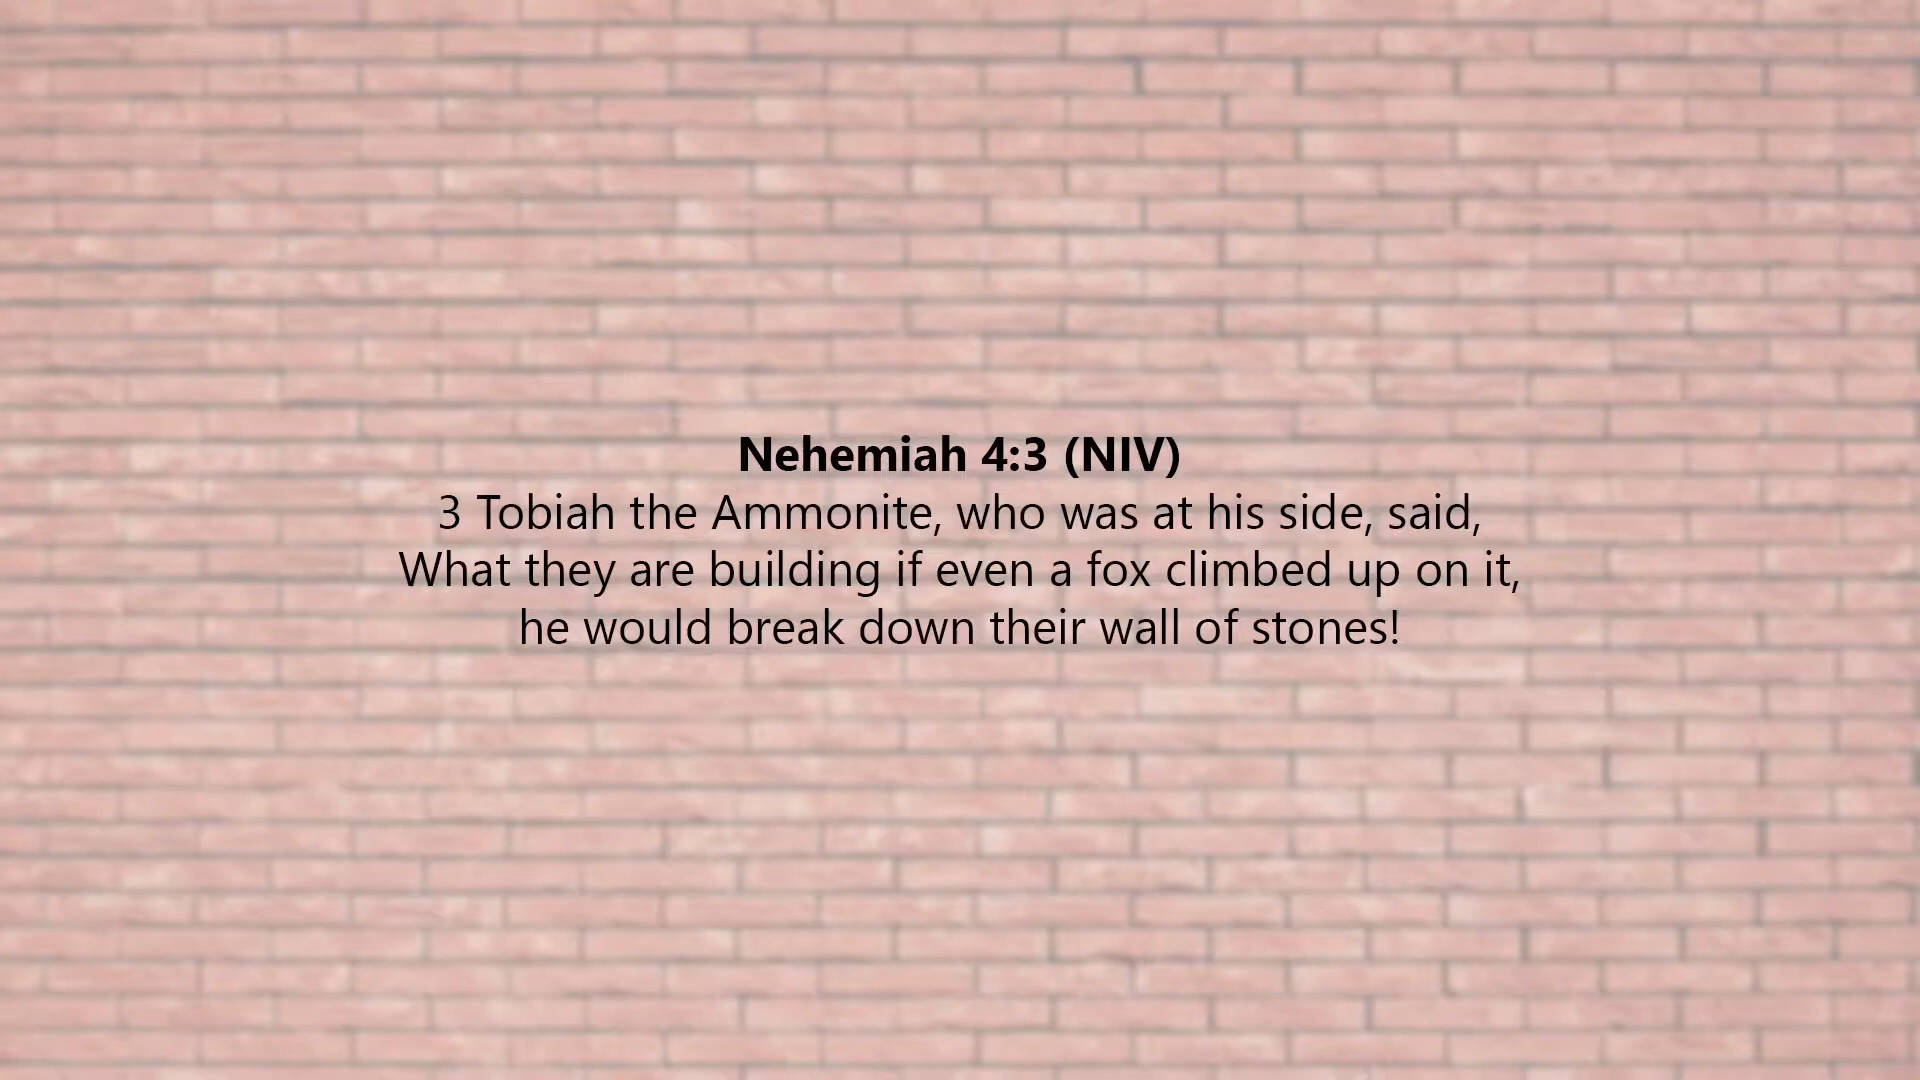 Nehemiah 4:3 (NIV)
3 Tobiah the Ammonite, who was at his side, said,
What they are building if even a fox climbed up on it,
he would break down their wall of stones!